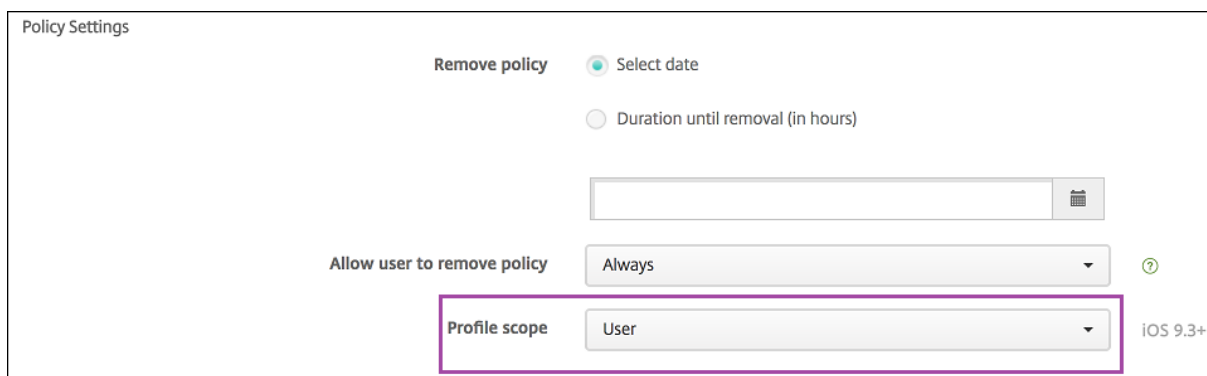 Policy Settings
Remove policy
Select date
Duration until removal (in hours)
Allow user to remove policy
Always
?
Profile scope
User
iOS 9.3+